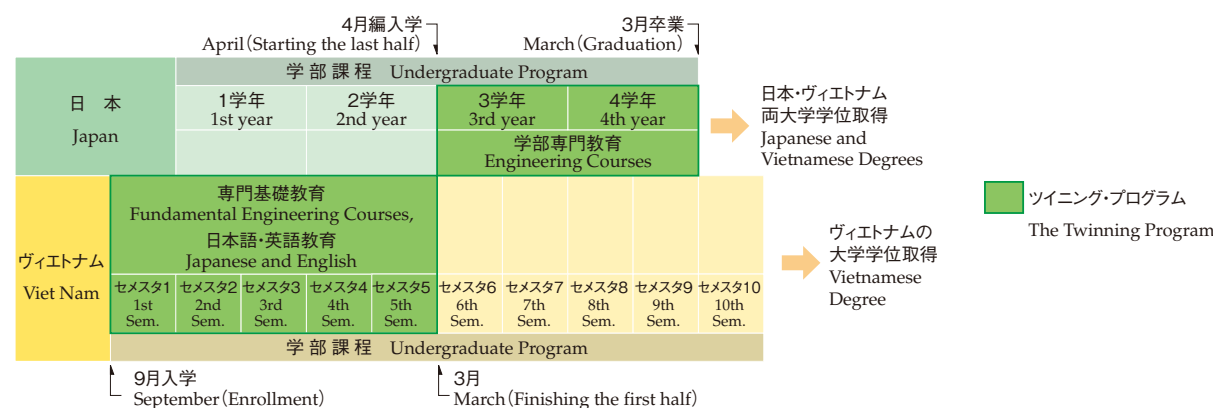 4月編入学
April(Starting the last half)
3月卒業
March(Graduation)
学部課程 Undergraduate Program
日 本
Japan
1学年
1st year
2学年
2nd year
3学年
3rd year
4学年
4th year
学部専門教育
Engineering Courses
日本・ヴィエトナム
両大学学位取得
Japanese and
Vietnamese Degrees
専門基礎教育
Fundamental Engineering Courses,
日本語・英語教育
Japanese and English
ヴィエトナム
Viet Nam
セメスタ1
1st
Sem.
セメスタ2
2nd
Sem.
セメスタ3
3rd
Sem.
セメスタ4
4th
Sem.
セメスタ5
5th
Sem.
セメスタ6
6th
Sem.
セメスタ7
7th
Sem.
セメスタ8
8th
Sem.
セメスタ9
9th
Sem.
セメスタ10
10th
Sem.
ヴィエトナムの
大学学位取得
Vietnamese
Degree
学部課程 Undergraduate Program
9月入学
September(Enrollment)
3月
March(Finishing the first half)
ツイニング・プログラム
The Twinning Program